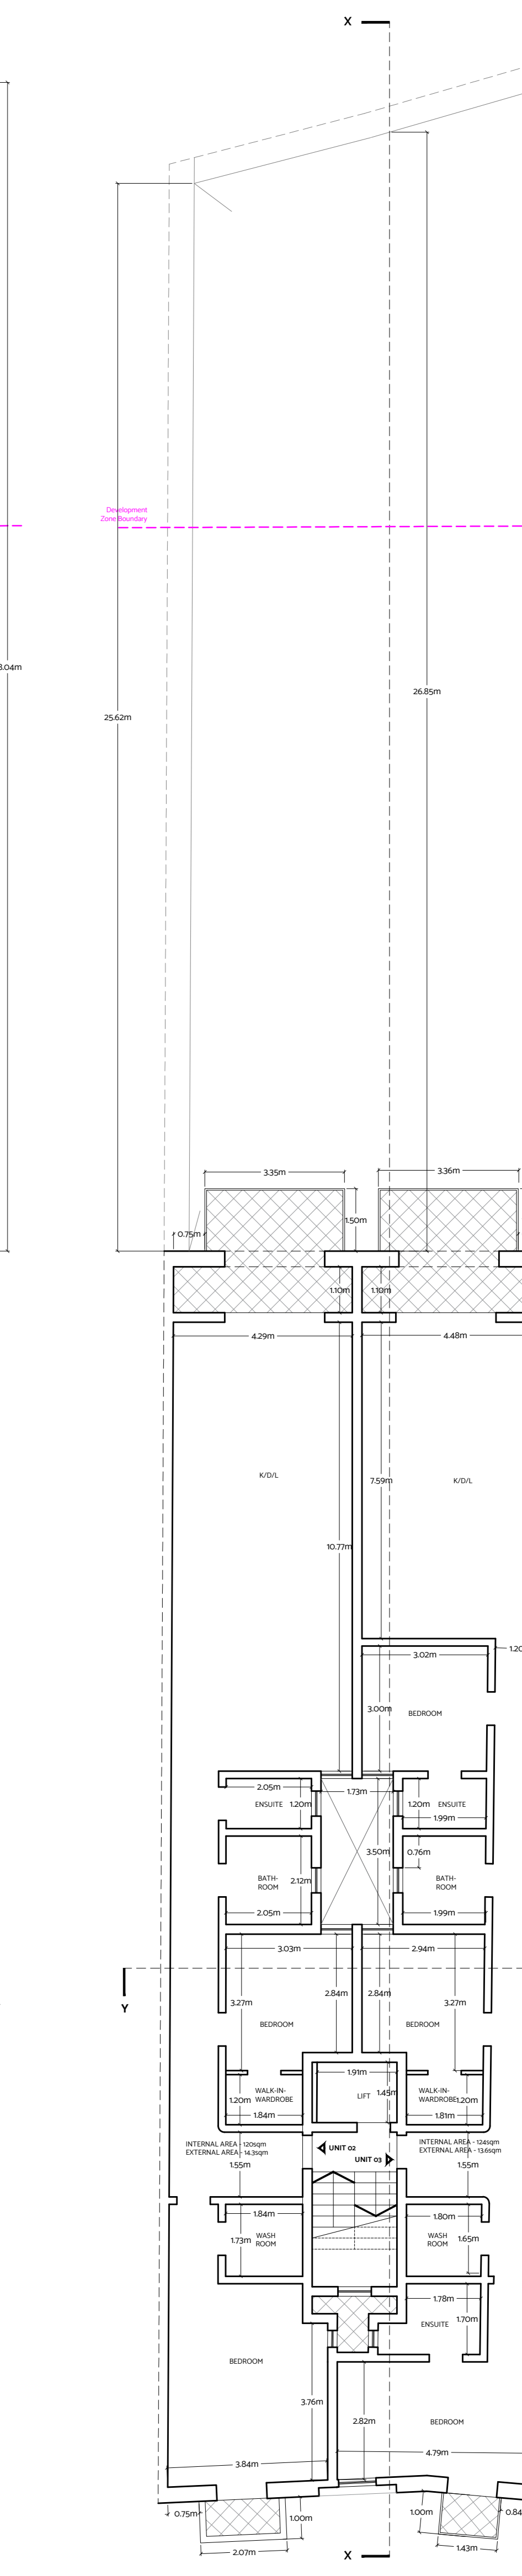 X
Development
Zone Boundary
3.04m
26.85m
25.62m
3.35m
3.36m
1.50m
0.75m
1.10m
1.10m
4.29m
4.48m
K/D/L
7.59m
K/D/L
10.77m
1.20
3.02m
3.00m
BEDROOM
2.05m
1.73m
ENSUITE
1.20m
1.20m
ENSUITE
1.99m
3.50m
0.76m
BATH-
ROOM
2.12m
BATH-
ROOM
2.05m
1.99m
3.03m
2.94m
Y
3.27m
2.84m
2.84m
3.27m
BEDROOM
BEDROOM
1.91m
WALK-IN-
WARDROBE
1.20m
LIFT
1.45m
WALK-IN-
WARDROBE
1.20m
1.84m
1.81m
INTERNAL AREA - 120sqm
EXTERNAL AREA - 14.3sqm
UNIT 02
UNIT 03
INTERNAL AREA - 124sqm
EXTERNAL AREA - 13.6sqm
1.55m
1.55m
1.84m
1.80m
1.73m
WASH
ROOM
WASH
ROOM
1.65m
1.78m
ENSUITE
1.70m
BEDROOM
3.76m
2.82m
BEDROOM
4.79m
3.84m
0.75m
1.00m
1.00m
0.84
2.07m
1.43m
X